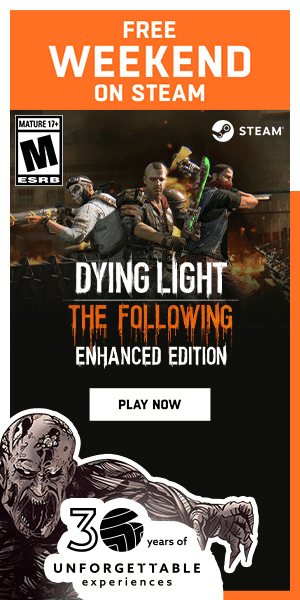 FREE
WEEKEND
ON STEAM
MATURE 17+
M
ESRB
STEAM
DYING LIGHT
THE FOLLOWING
ENHANCED EDITION
PLAY NOW
30 years of
UNFORGETTABLE
experiences